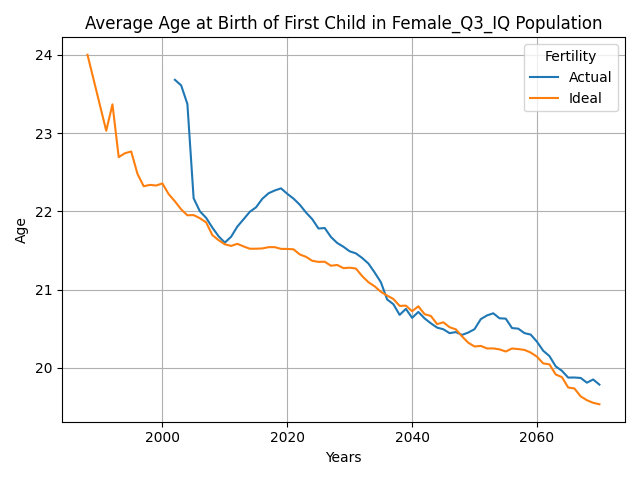 Average Age at Birth of First Child in Female_Q3_IQ Population
Fertility
Actual
Ideal
24
23
22
21
20
Age
2000
2020
2040
2060
Years